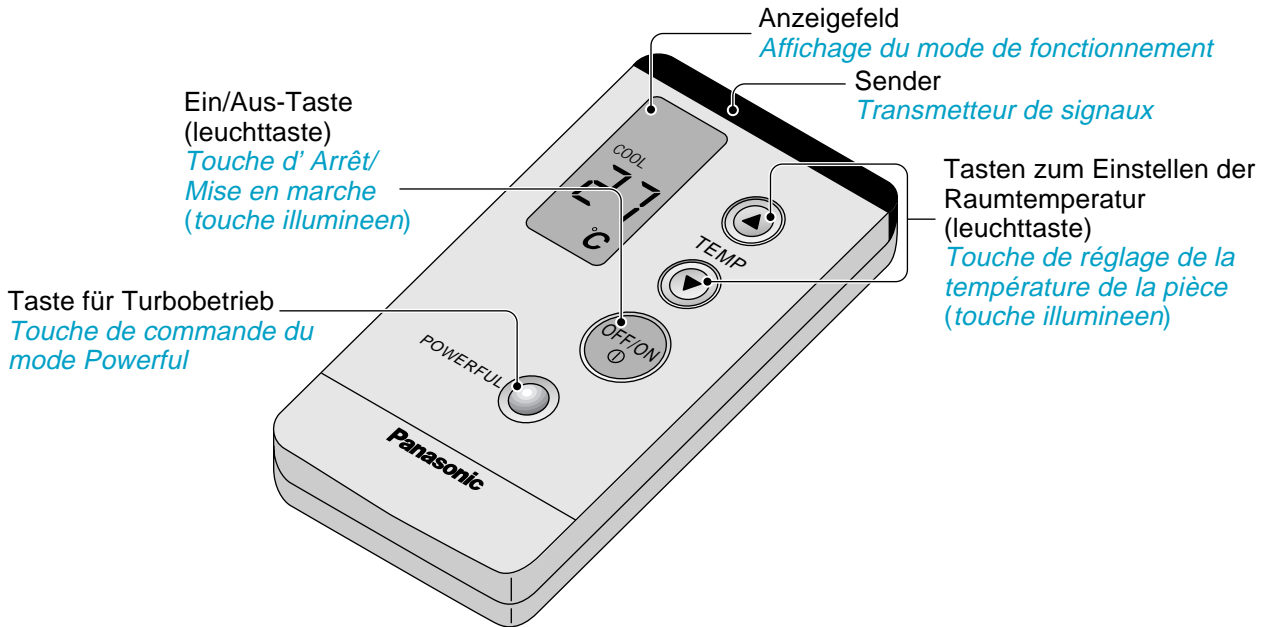 Anzeigefeld
Affichage du mode de fonctionnement
Sender
Transmetteur de signaux
Ein/Aus-Taste
(leuchttaste)
Touche d' Arrêt/
Mise en marche
(touche illumineen)
Tasten zum Einstellen der
Raumtemperatur
(leuchttaste)
Touche de réglage de la
température de la pièce
(touche illumineen)
Taste für Turbobetrieb
Touche de commande du
mode Powerful
COOL
°C
TEMP
OFF/ON
POWERFUL
Panasonic